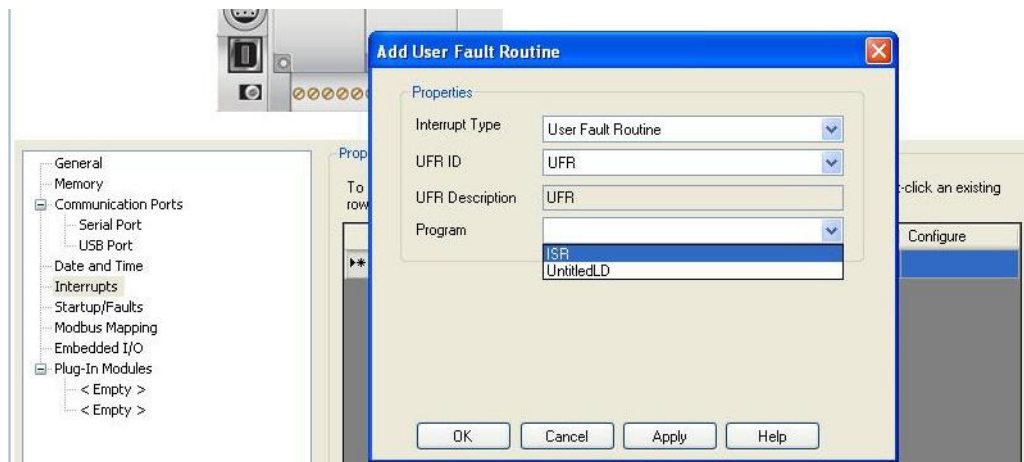 Add User Fault Routine
Properties
Interrupt Type
User Fault Routine
UFR ID
UFR
UFR Description
UFR
Program
ISR
UntitledLD
OK
Cancel
Apply
Help
General
Memory
Communication Ports
Serial Port
USB Port
Date and Time
Interrupts
Startup/Faults
Modbus Mapping
Embedded I/O
Plug-In Modules
< Empty >
< Empty >
Prop
To
-click an existing
row
Configure